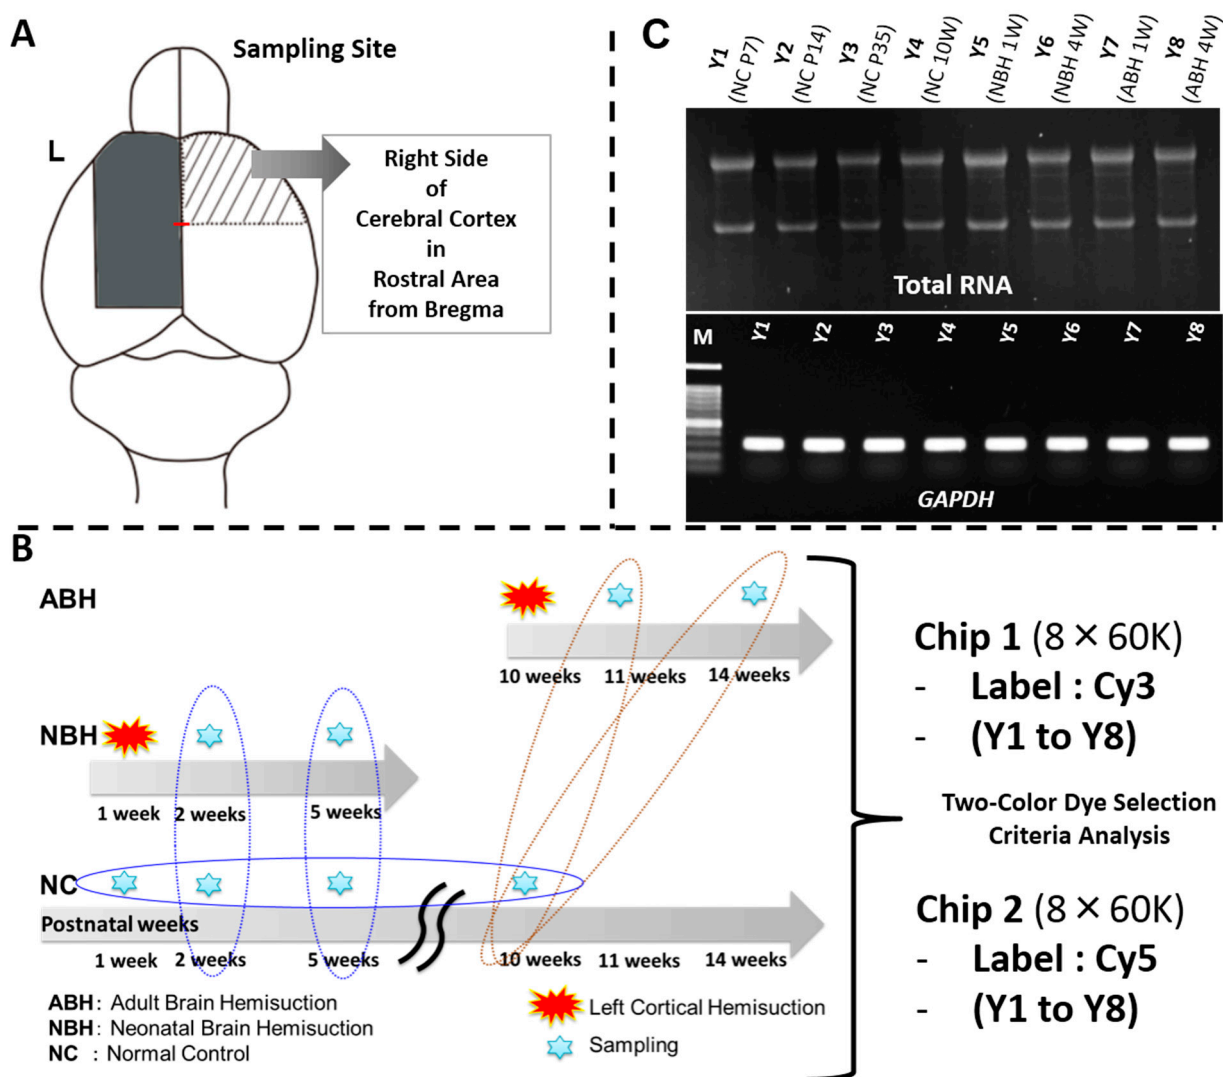 A
Sampling Site
L
Right Side
of
Cerebral Cortex
in
Rostral Area
from Bregma
C
Y1
(NC P7)
Y2
(NC P14)
Y3
(NC P35)
Y4
(NC 10W)
Y5
(NBH 1W)
Y6
(NBH 4W)
Y7
(ABH 1W)
Y8
(ABH 4W)
Total RNA
M Y1 Y2 Y3 Y4 Y5 Y6 Y7 Y8
GAPDH
B
ABH
10 weeks 11 weeks 14 weeks
NBH
1 week 2 weeks 5 weeks
NC
Postnatal weeks
1 week 2 weeks 5 weeks 10 weeks 11 weeks 14 weeks
ABH : Adult Brain Hemisuction
NBH : Neonatal Brain Hemisuction
NC : Normal Control
Left Cortical Hemisuction
Sampling
Chip 1 (8 × 60K)
- Label : Cy3
- (Y1 to Y8)
Two-Color Dye Selection
Criteria Analysis
Chip 2 (8 × 60K)
- Label : Cy5
- (Y1 to Y8)